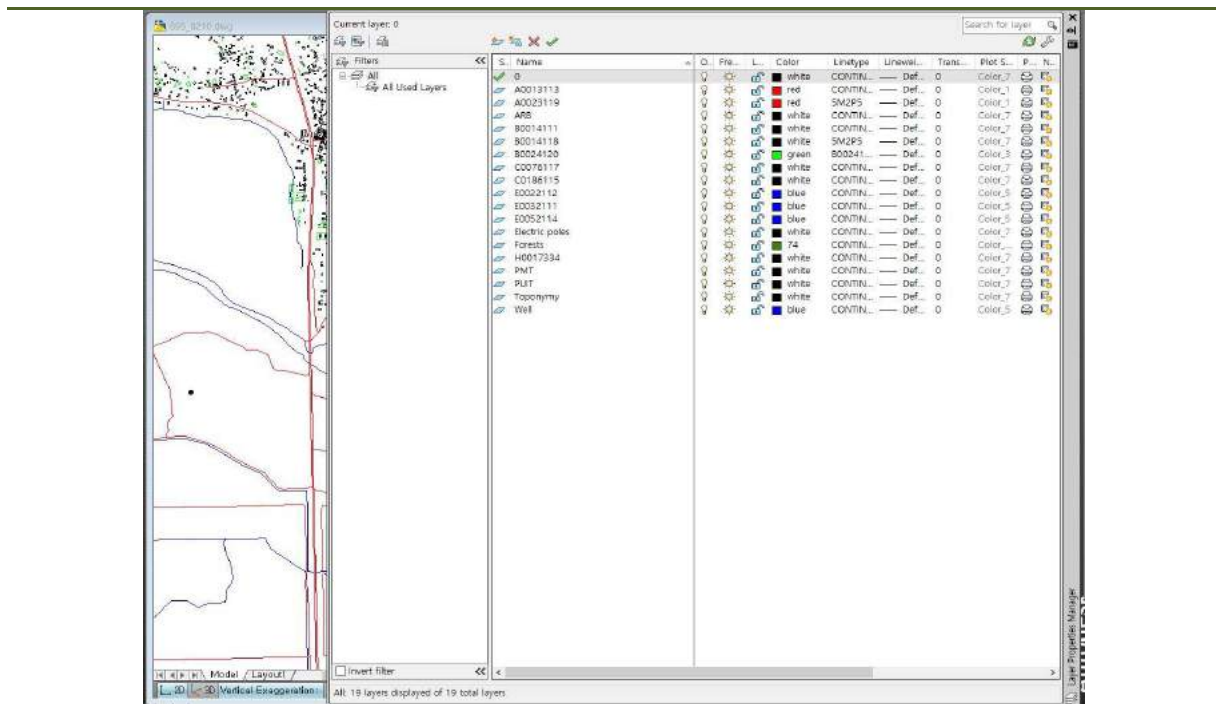 095_0210.dwg
Current layer: 0
Search for layer
Filters
All
All Used Layers
S.. Name O.. Fre... L... Color Linetype Linewei... Trans... Plot S... P... N...
0 white CONTIN... Def... 0 Color_7
A0013113 red CONTIN... Def... 0 Color_1
A0023119 red SM2P5 Def... 0 Color_1
ARB white CONTIN... Def... 0 Color_7
B0014111 white CONTIN... Def... 0 Color_7
B0014118 white SM2P5 Def... 0 Color_7
B0024120 green B00241... Def... 0 Color_3
C0076117 white CONTIN... Def... 0 Color_7
C0186115 white CONTIN... Def... 0 Color_7
E0022112 blue CONTIN... Def... 0 Color_5
E0032111 blue CONTIN... Def... 0 Color_5
E0052114 blue CONTIN... Def... 0 Color_5
Electric poles white CONTIN... Def... 0 Color_7
Forests 74 CONTIN... Def... 0 Color_...
H0017334 white CONTIN... Def... 0 Color_7
PMT white CONTIN... Def... 0 Color_7
PUIT white CONTIN... Def... 0 Color_7
Toponymy white CONTIN... Def... 0 Color_7
Well blue CONTIN... Def... 0 Color_5
Model / Layout1 /
Invert filter
2D 3D Vertical Exaggeration:
All: 19 layers displayed of 19 total layers
Layer Properties Manager